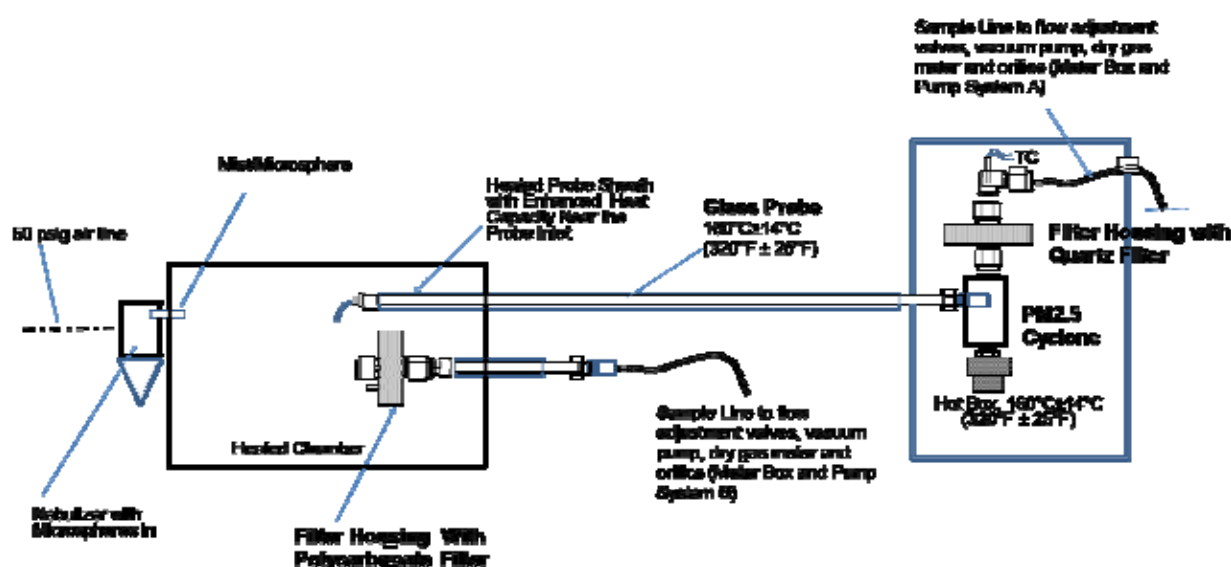 Sample Line to flow adjustment
valves, vacuum pump, dry gas
meter and orifice (Meter Box and
Pump System A)
Mist/Microsphere
TC
Heated Probe Sheath
with Enhanced Heat
Capacity Near the
Probe Inlet
Glass Probe
160°C±14°C
(320°F ± 25°F)
50 psig air line
Filter Housing with
Quartz Filter
PM2.5
Cyclone
Hot Box, 160°C±14°C
(320°F ± 25°F)
Sample Line to flow
adjustment valves, vacuum
pump, dry gas meter and
orifice (Meter Box and Pump
System B)
Heated Chamber
Nebulizer with
Microspheres in
Filter Housing With
Polycarbonate Filter